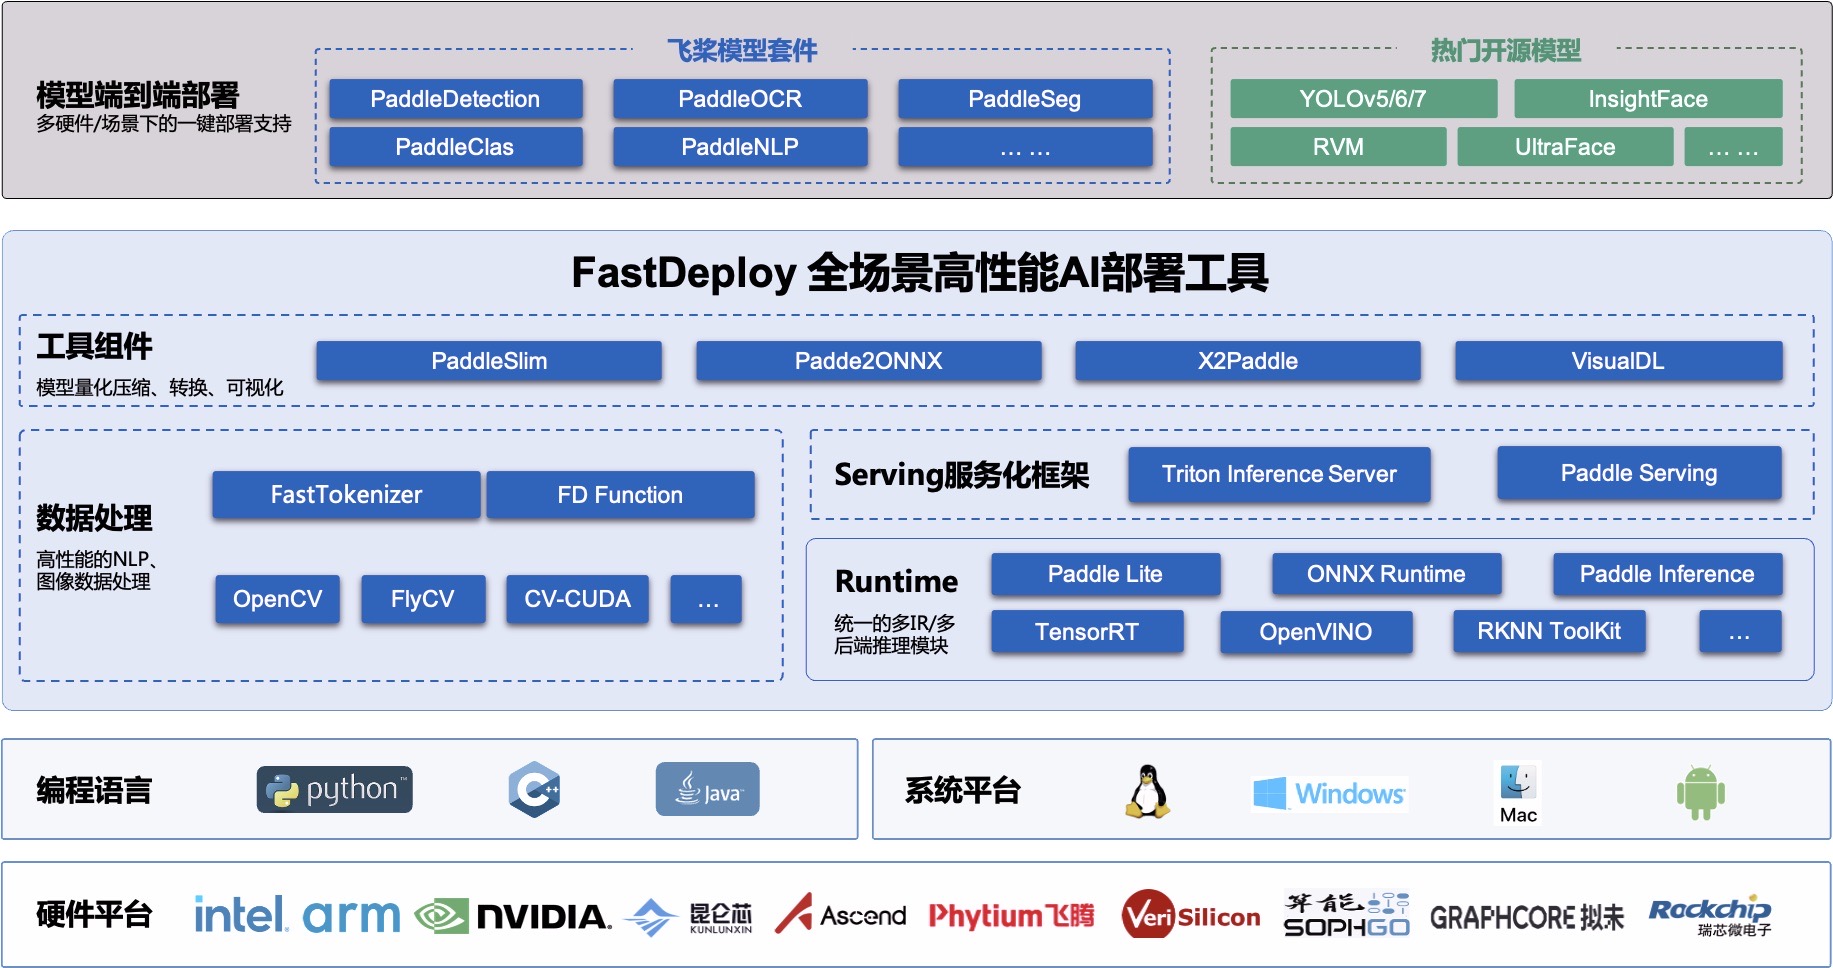 模型端到端部署
多硬件/场景下的一键部署支持
飞桨模型套件
PaddleDetection
PaddleOCR
PaddleSeg
PaddleClas
PaddleNLP
... ...
热门开源模型
YOLOv5/6/7
InsightFace
RVM
UltraFace
... ...
FastDeploy 全场景高性能AI部署工具
工具组件
模型量化压缩、转换、可视化
PaddleSlim
Padde2ONNX
X2Paddle
VisualDL
数据处理
高性能的NLP、
图像数据处理
FastTokenizer
FD Function
OpenCV
FlyCV
CV-CUDA
...
Serving服务化框架
Triton Inference Server
Paddle Serving
Runtime
统一的多IR/多
后端推理模块
Paddle Lite
ONNX Runtime
Paddle Inference
TensorRT
OpenVINO
RKNN ToolKit
...
编程语言
python™
C++
Java™
系统平台
Windows
Mac
硬件平台
intel.
arm
NVIDIA.
昆仑芯
KUNLUNXIN
Ascend
Phytium飞腾
VeriSilicon
算能
SOPHGO
GRAPHCORE 拟未
Rockchip
瑞芯微电子